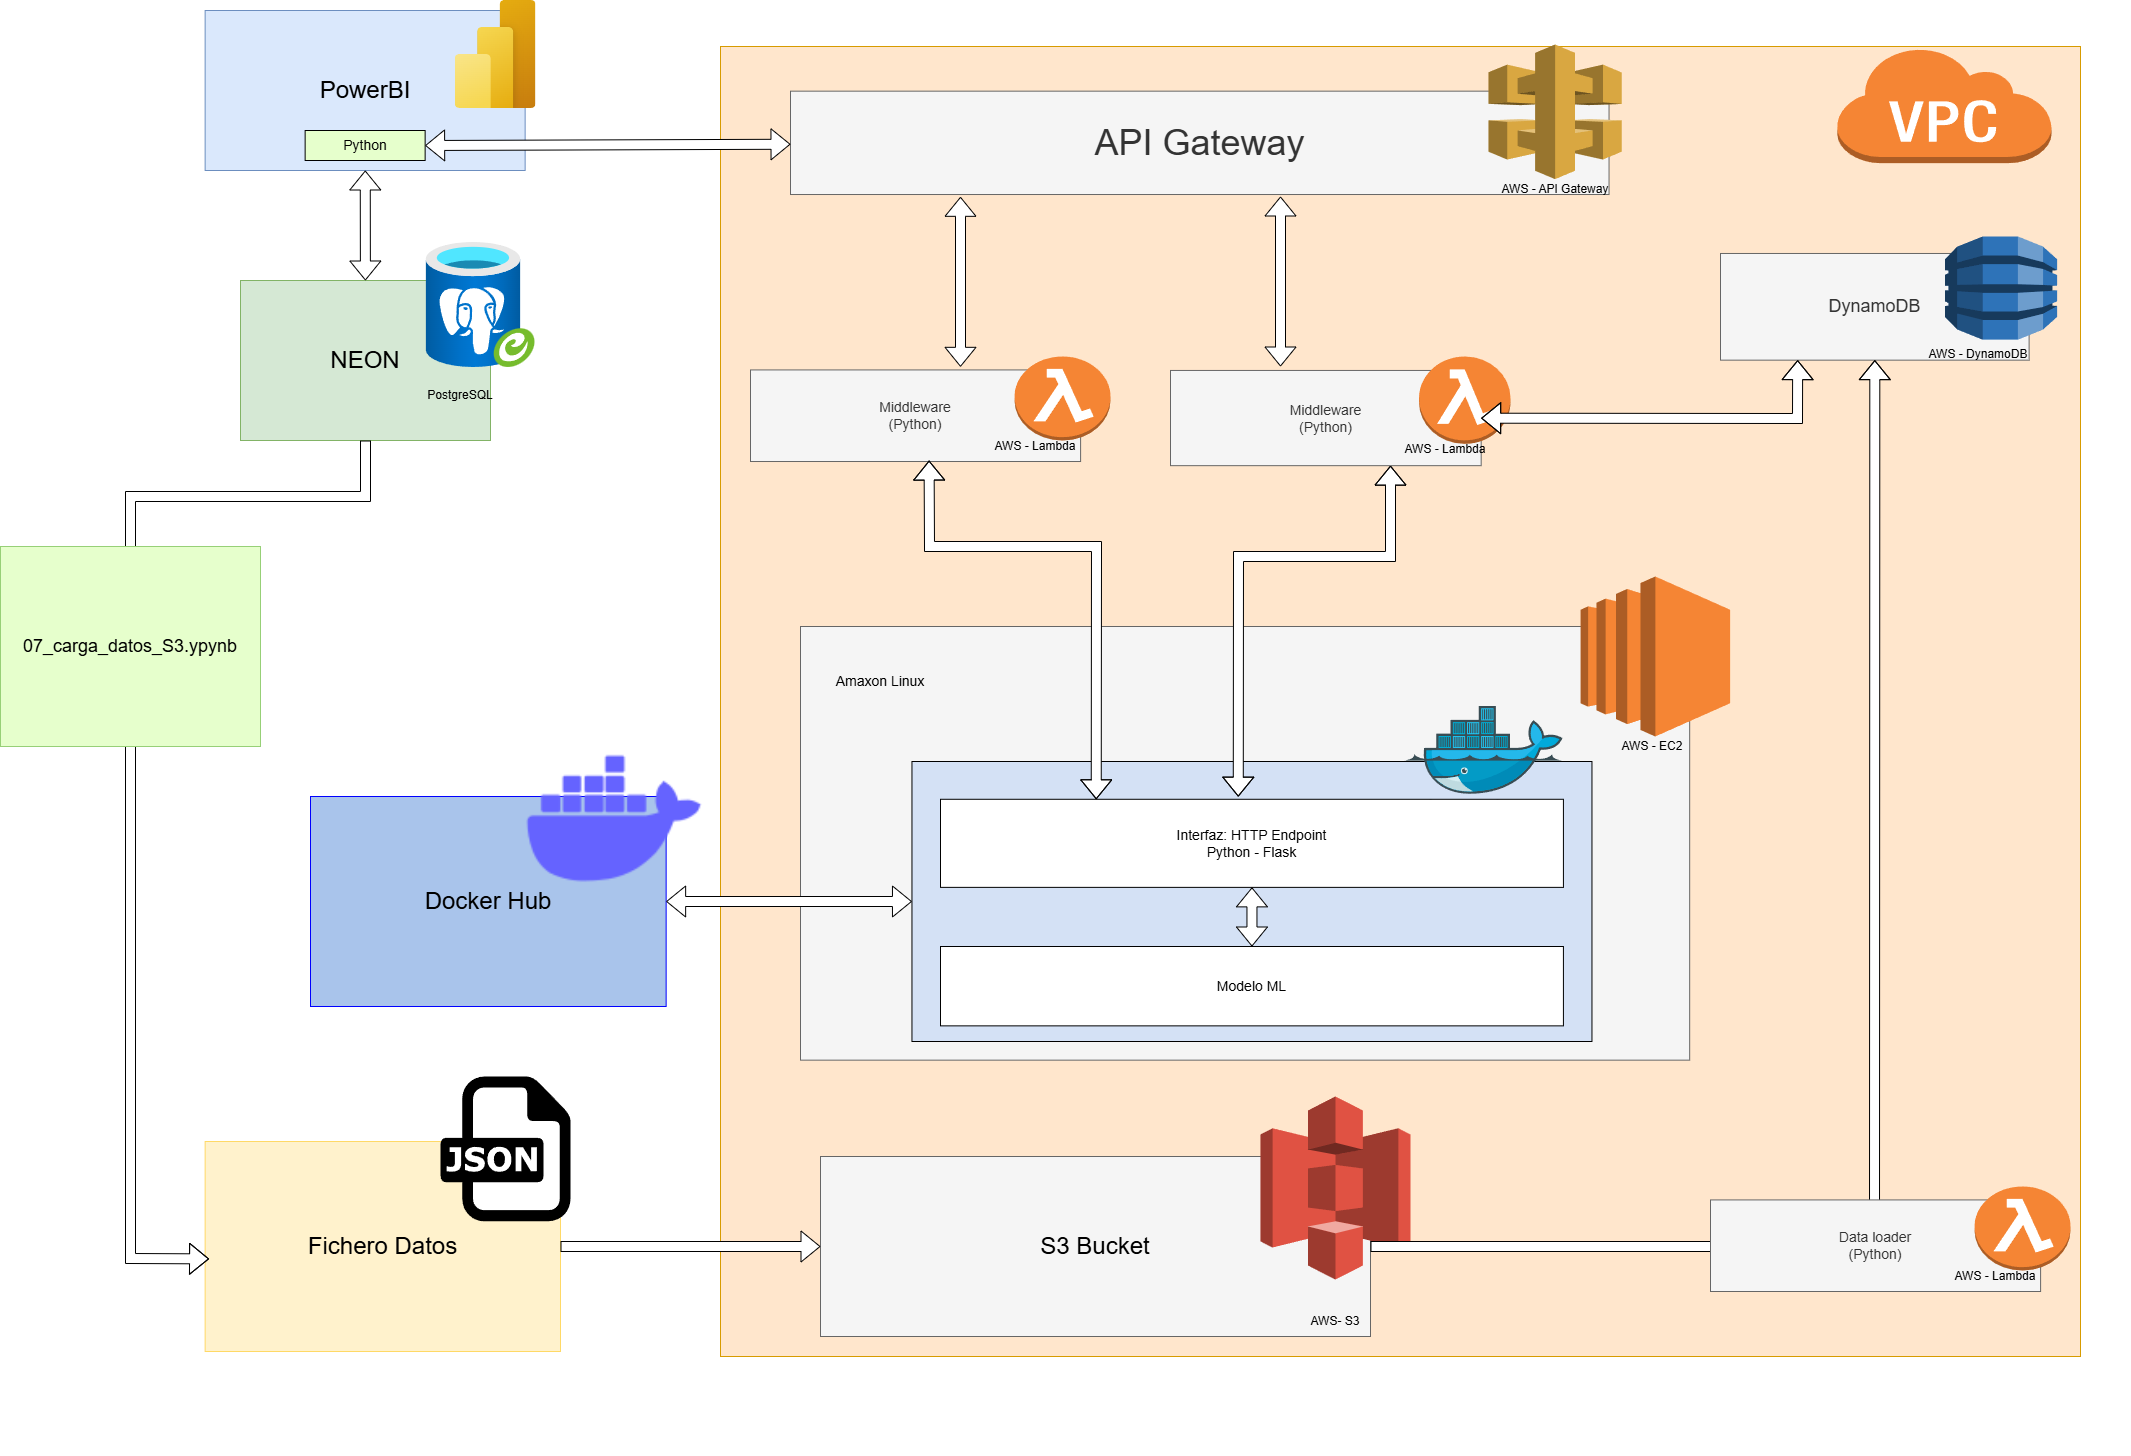 PowerBI
Python
API Gateway
AWS - API Gateway
VPC
NEON
PostgreSQL
DynamoDB
AWS - DynamoDB
Middleware
(Python)
AWS - Lambda
Middleware
(Python)
AWS - Lambda
07_carga_datos_S3.ypynb
Amaxon Linux
AWS - EC2
Interfaz: HTTP Endpoint
Python - Flask
Docker Hub
Modelo ML
JSON
Fichero Datos
S3 Bucket
AWS- S3
Data loader
(Python)
AWS - Lambda